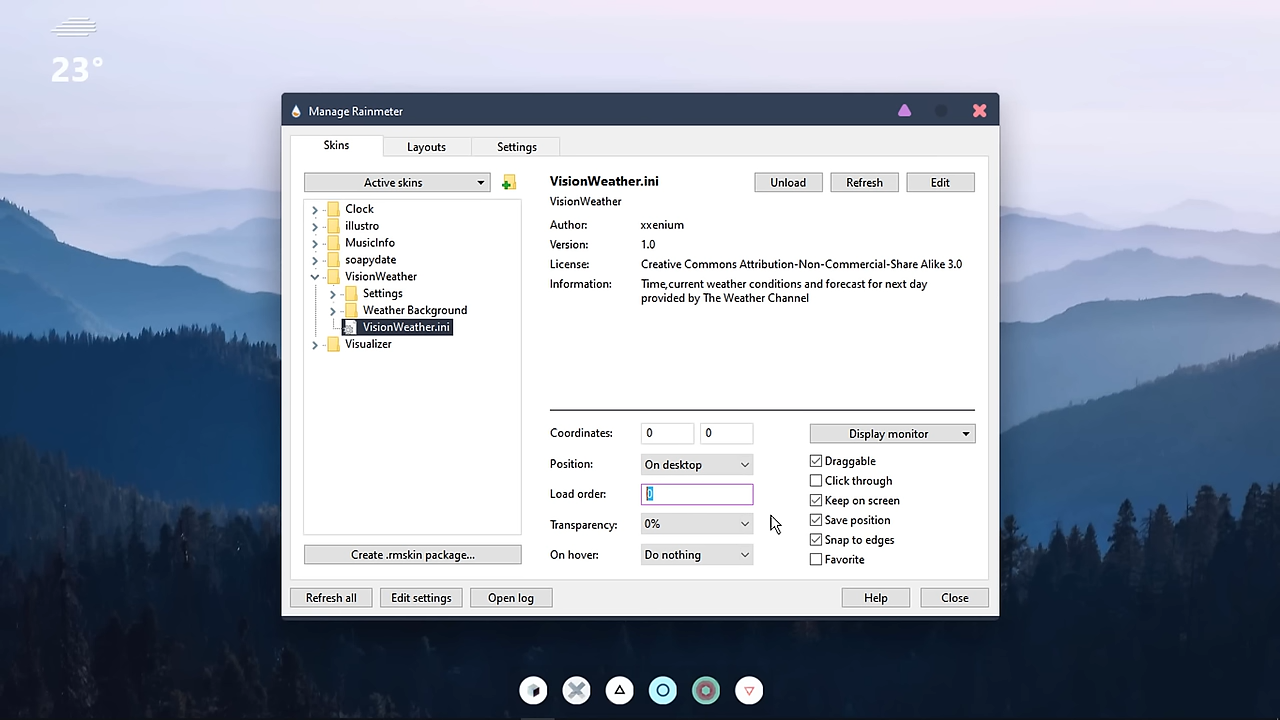 23°
Manage Rainmeter
Skins
Layouts
Settings
Active skins
Clock
illustro
MusicInfo
soapydate
VisionWeather
Settings
Weather Background
VisionWeather.ini
Visualizer
Create .rmskin package...
VisionWeather.ini
Unload
Refresh
Edit
VisionWeather
Author: xxenium
Version: 1.0
License: Creative Commons Attribution-Non-Commercial-Share Alike 3.0
Information: Time,current weather conditions and forecast for next day
provided by The Weather Channel
Coordinates: 0 0
Display monitor
Position: On desktop
Load order: 0
Transparency: 0%
On hover: Do nothing
Draggable
Click through
Keep on screen
Save position
Snap to edges
Favorite
Refresh all
Edit settings
Open log
Help
Close